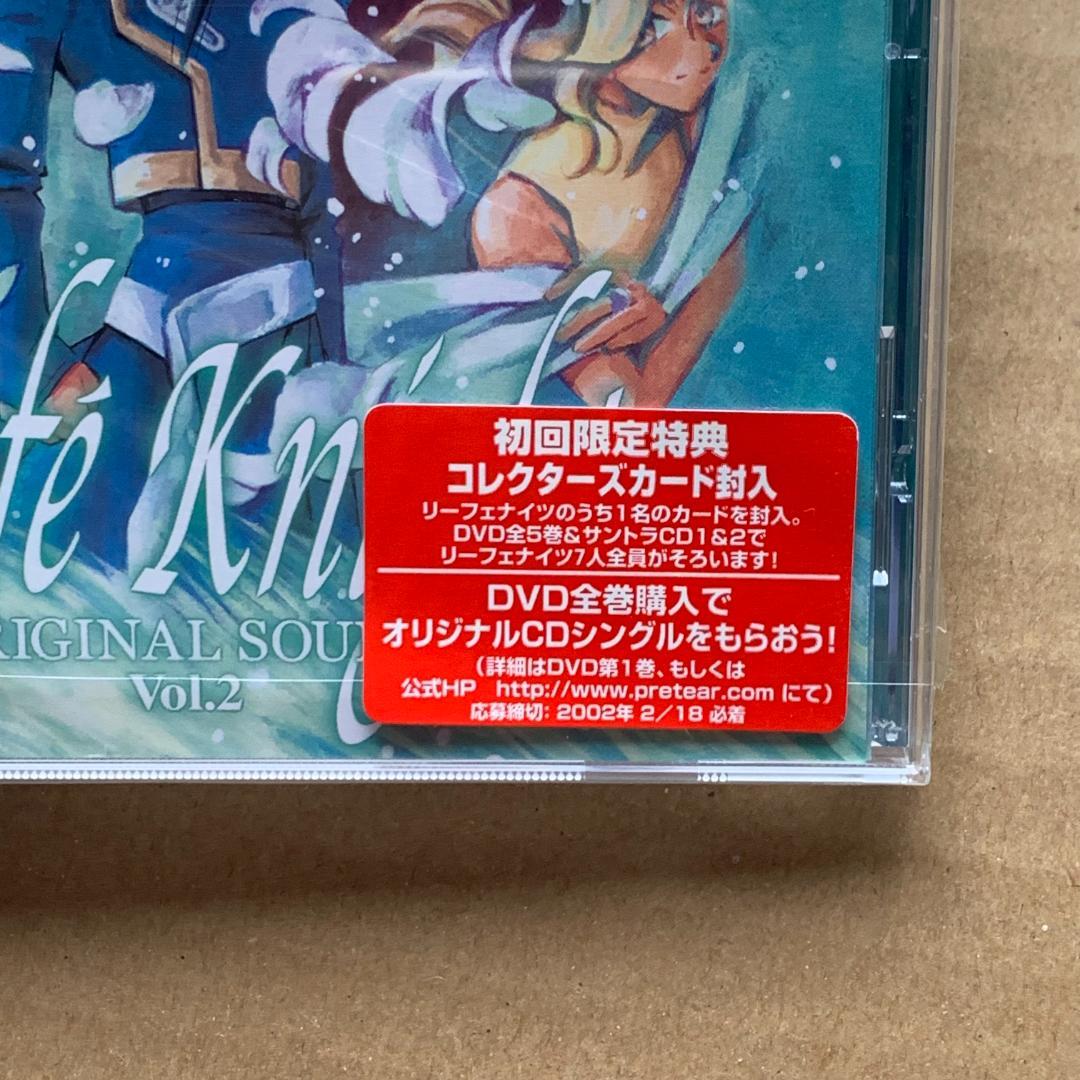 Knights
ORIGINAL SOUN
Vol.2
初回限定特典
コレクターズカード封入
リーフェナイツのうち1名のカードを封入。
DVD全5巻&サントラCD1&2で
リーフェナイツ7人全員がそろいます!
DVD全巻購入で
オリジナルCDシングルをもらおう!
(詳細はDVD第1巻、もしくは
公式HP http://www.pretear.com にて)
応募締切: 2002年 2/18 必着